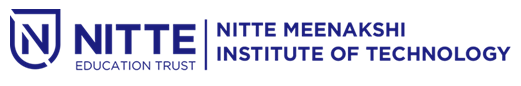 N NITTE
EDUCATION TRUST
NITTE MEENAKSHI
INSTITUTE OF TECHNOLOGY